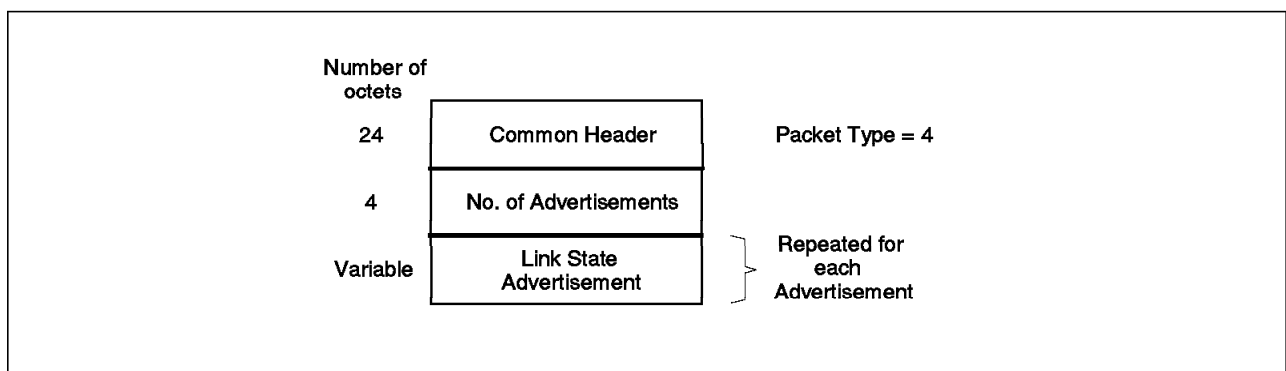 Number of
octets
24 Common Header Packet Type = 4
4 No. of Advertisements
Variable Link State
Advertisement
Repeated for
each
Advertisement